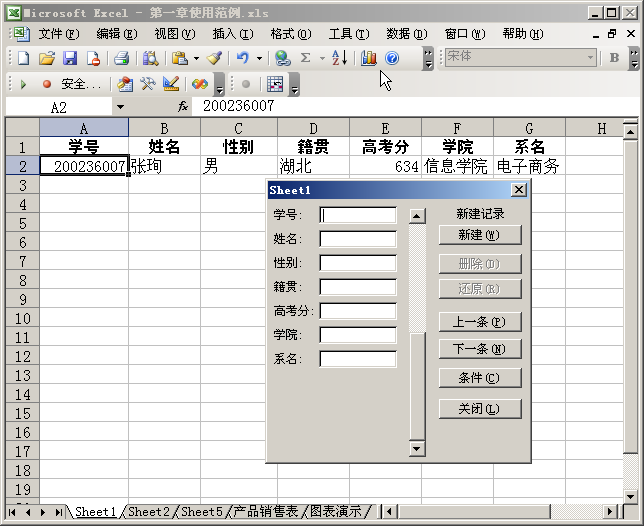 Microsoft Excel - 第一章使用范例.xls
文件(F) 编辑(E) 视图(V) 插入(I) 格式(O) 工具(T) 数据(D) 窗口(W) 帮助(H)
宋体 B
安全...
A2 fx 200236007
A B C D E F G H
1 学号 姓名 性别 籍贯 高考分 学院 系名
2 200236007 张珣 男 湖北 634 信息学院 电子商务
3
4
5
6
7
8
9
10
11
12
13
14
15
16
17
18
19
Sheet1
学号: 新建记录
姓名: 新建(W)
性别: 删除(D)
籍贯: 还原(R)
高考分: 上一条(P)
学院: 下一条(N)
系名: 条件(C)
关闭(L)
Sheet1 Sheet2 Sheet5 产品销售表 图表演示